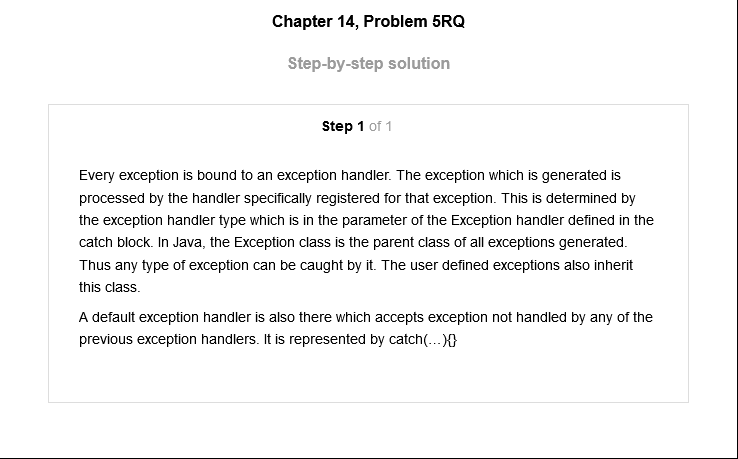 Chapter 14, Problem 5RQ
Step-by-step solution
Step 1 of 1
Every exception is bound to an exception handler. The exception which is generated is
processed by the handler specifically registered for that exception. This is determined by
the exception handler type which is in the parameter of the Exception handler defined in the
catch block. In Java, the Exception class is the parent class of all exceptions generated.
Thus any type of exception can be caught by it. The user defined exceptions also inherit
this class.
A default exception handler is also there which accepts exception not handled by any of the
previous exception handlers. It is represented by catch(…){}